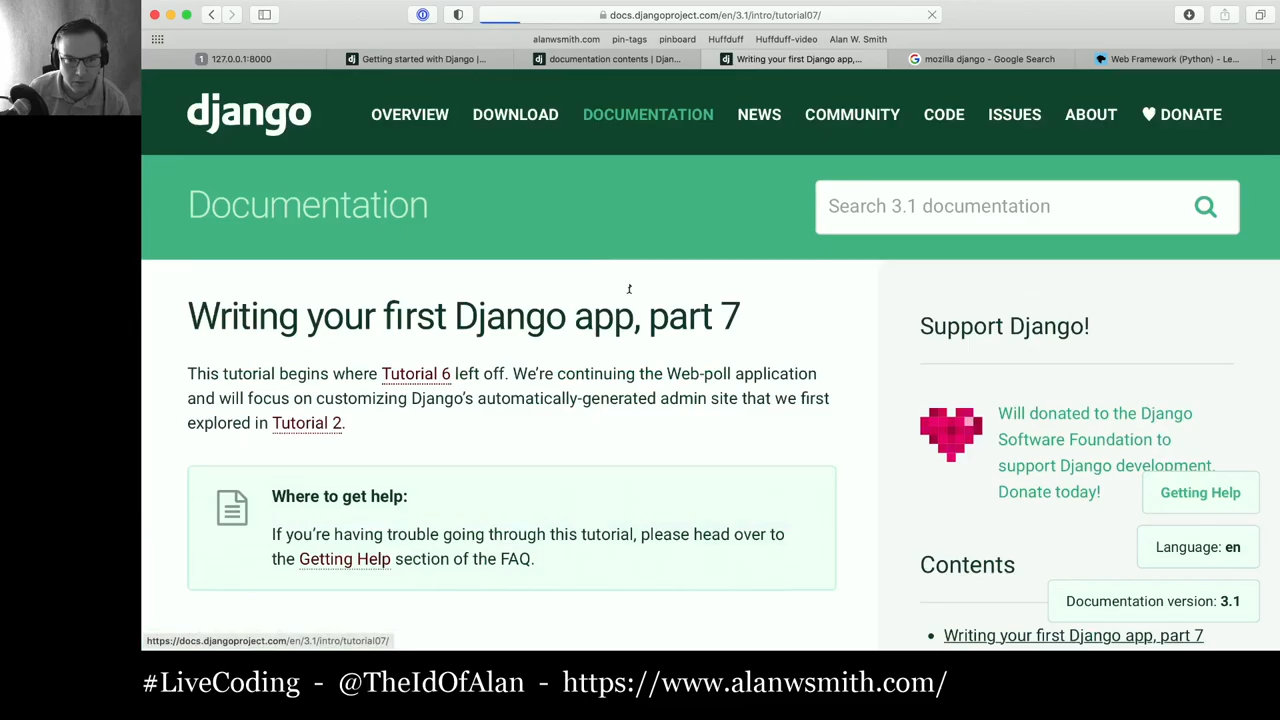 docs.djangoproject.com/en/3.1/intro/tutorial07/
alanwsmith.com pin-tags pinboard Huffduff Huffduff-video Alan W. Smith
1 127.0.0.1:8000 dj Getting started with Django |... dj documentation contents | Djan... dj Writing your first Django app,... mozilla django - Google Search Web Framework (Python) - Le...
django OVERVIEW DOWNLOAD DOCUMENTATION NEWS COMMUNITY CODE ISSUES ABOUT DONATE
Documentation
Search 3.1 documentation
Writing your first Django app, part 7
This tutorial begins where Tutorial 6 left off. We’re continuing the Web-poll application
and will focus on customizing Django’s automatically-generated admin site that we first
explored in Tutorial 2.
Where to get help:
If you’re having trouble going through this tutorial, please head over to
the Getting Help section of the FAQ.
Support Django!
Will donated to the Django
Software Foundation to
support Django development.
Donate today!
Getting Help
Language: en
Contents
Documentation version: 3.1
• Writing your first Django app, part 7
https://docs.djangoproject.com/en/3.1/intro/tutorial07/
#LiveCoding - @TheIdOfAlan - https://www.alanwsmith.com/